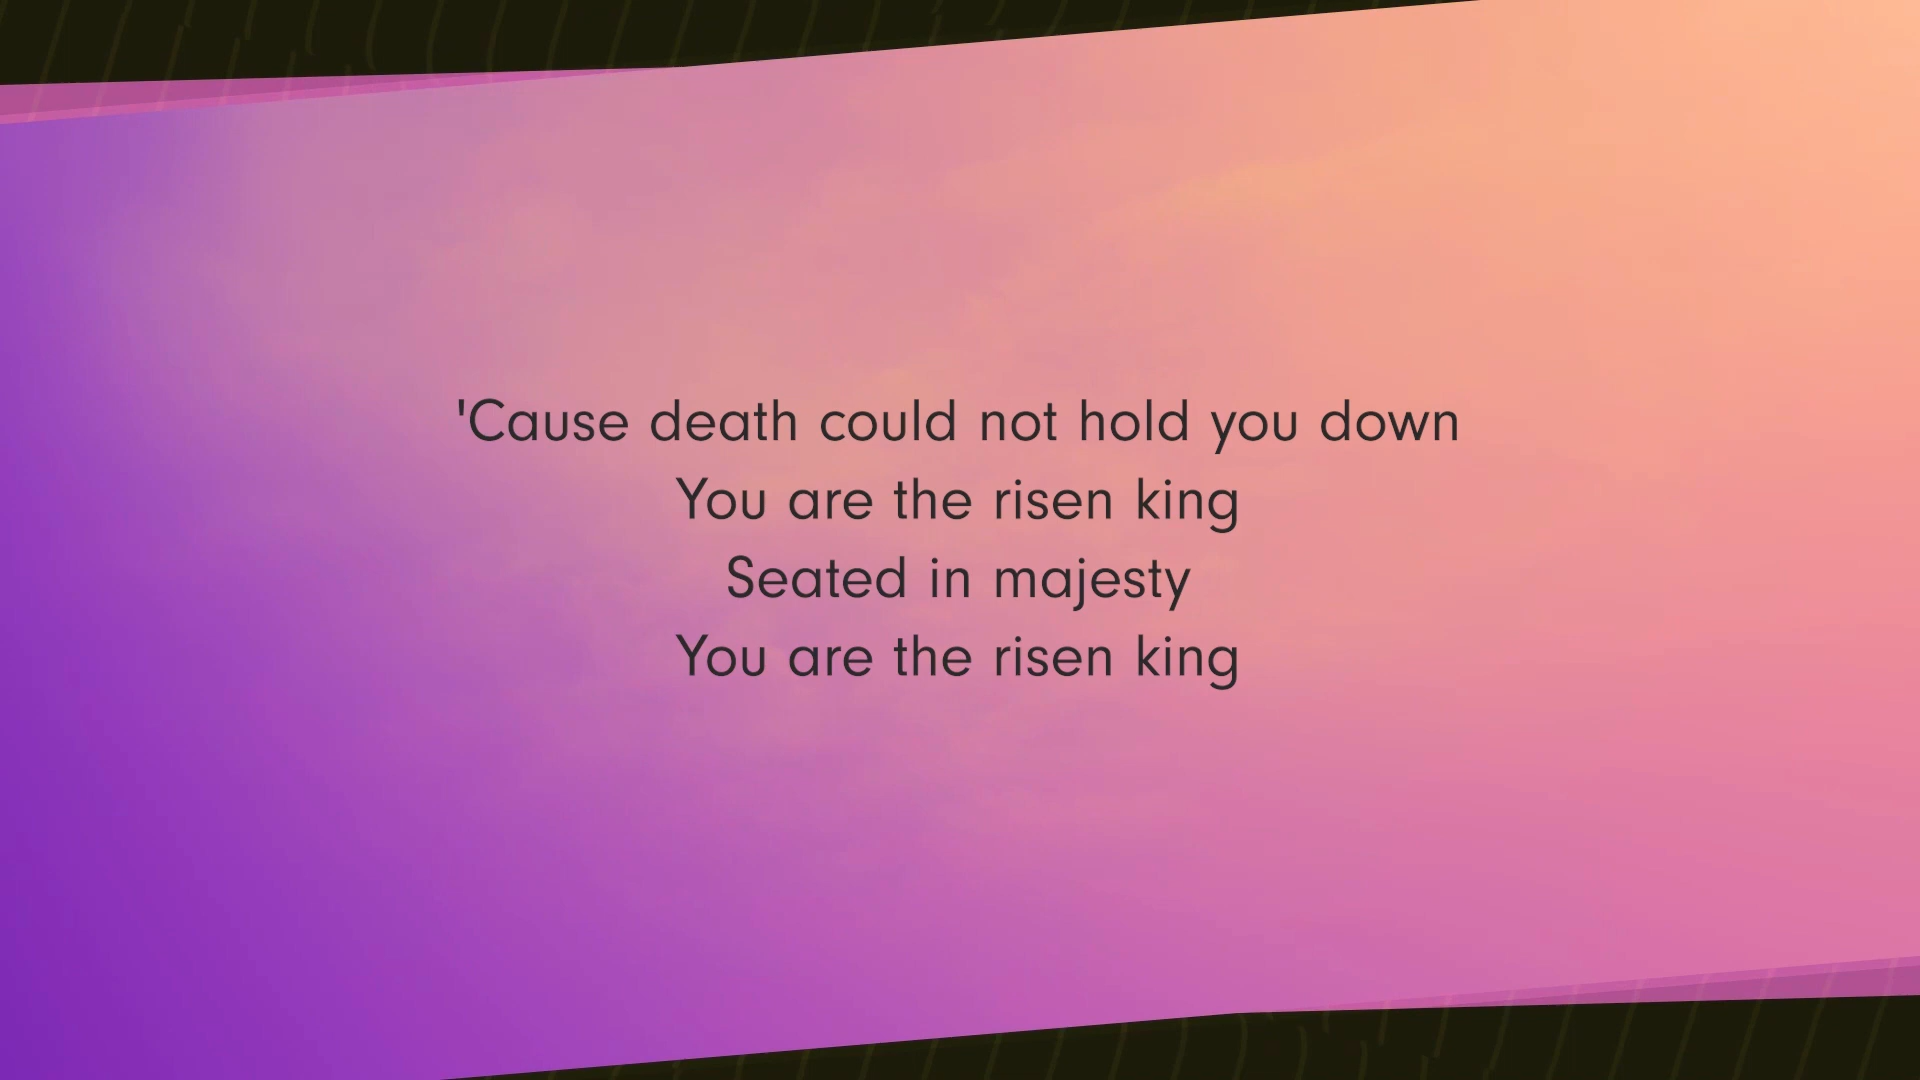 'Cause death could not hold you down
You are the risen king
Seated in majesty
You are the risen king